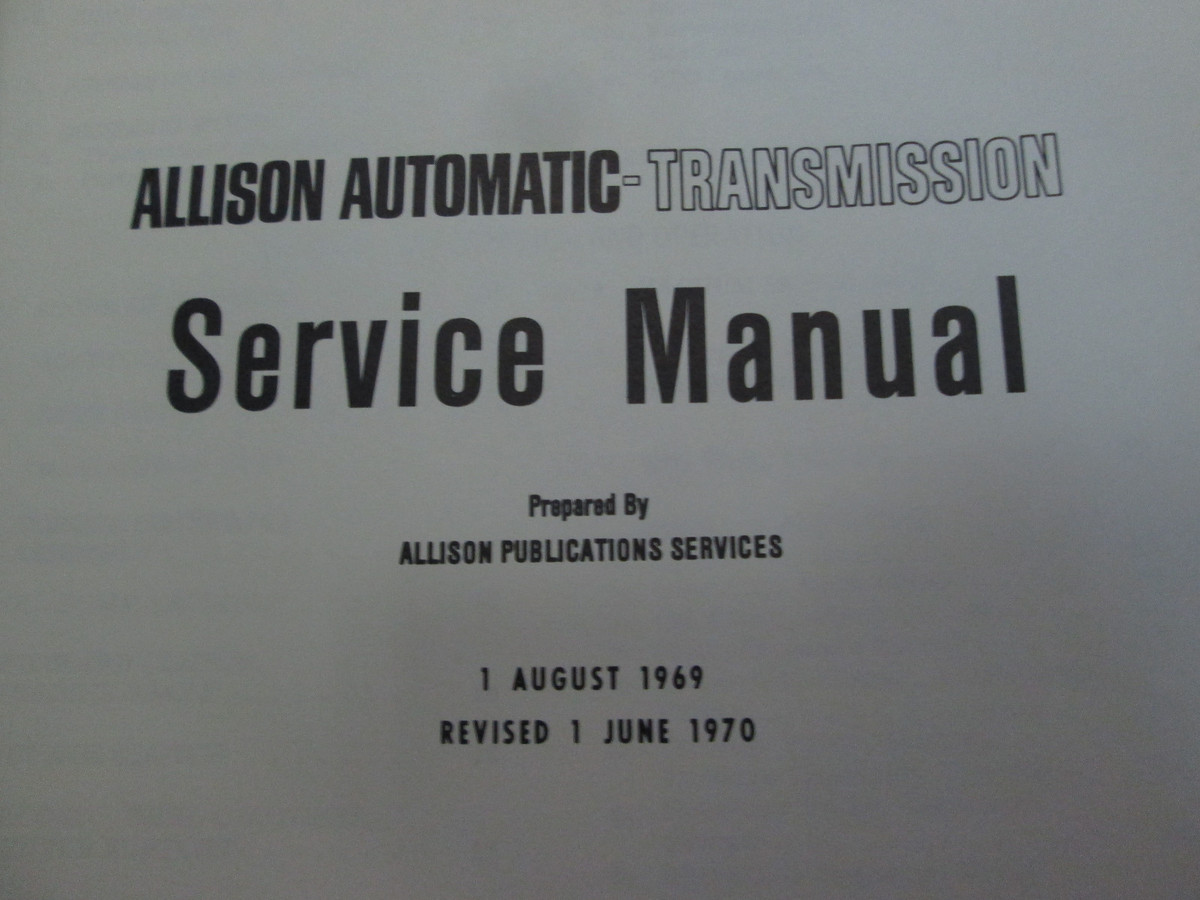 ALLISON AUTOMATIC-TRANSMISSION
Service Manual
Prepared By
ALLISON PUBLICATIONS SERVICES
1 AUGUST 1969
REVISED 1 JUNE 1970